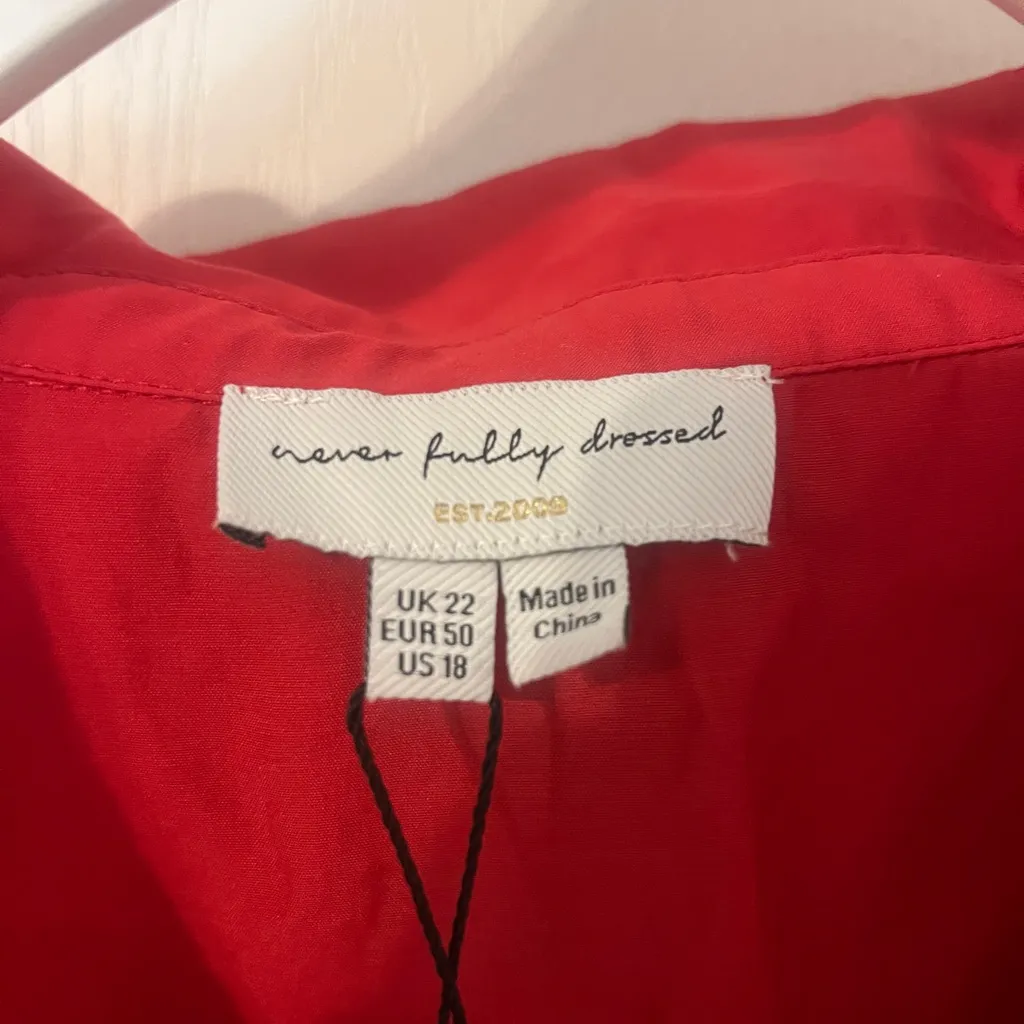 never fully dressed
EST.2009
UK 22
EUR 50
US 18
Made in
China